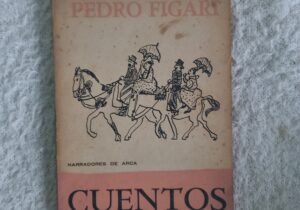 PEDRO FIGARI
NARRADORES DE ARCA
CUENTOS